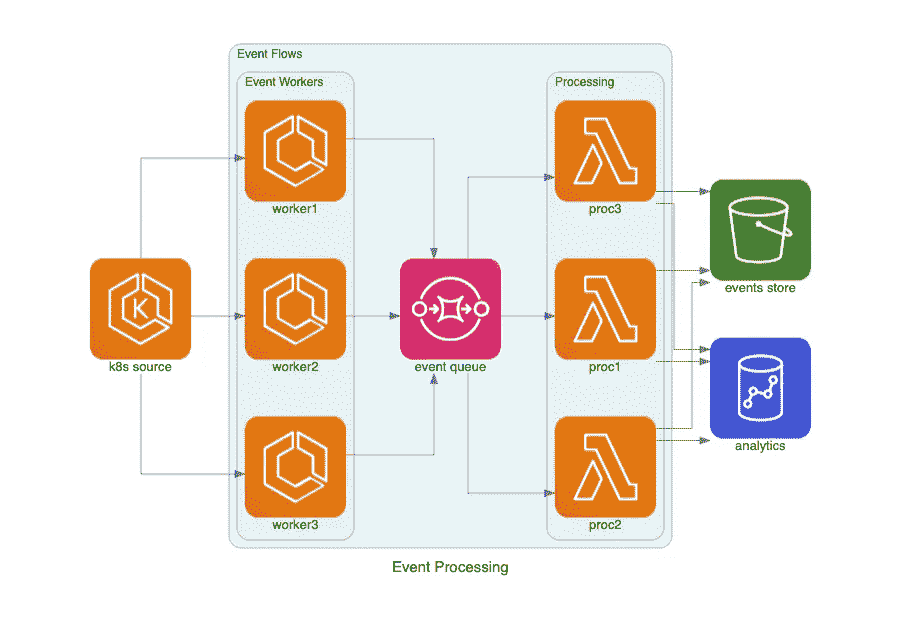 Event Flows
Event Workers
Processing
worker1
proc3
events store
k8s source
K
worker2
event queue
proc1
analytics
worker3
proc2
Event Processing